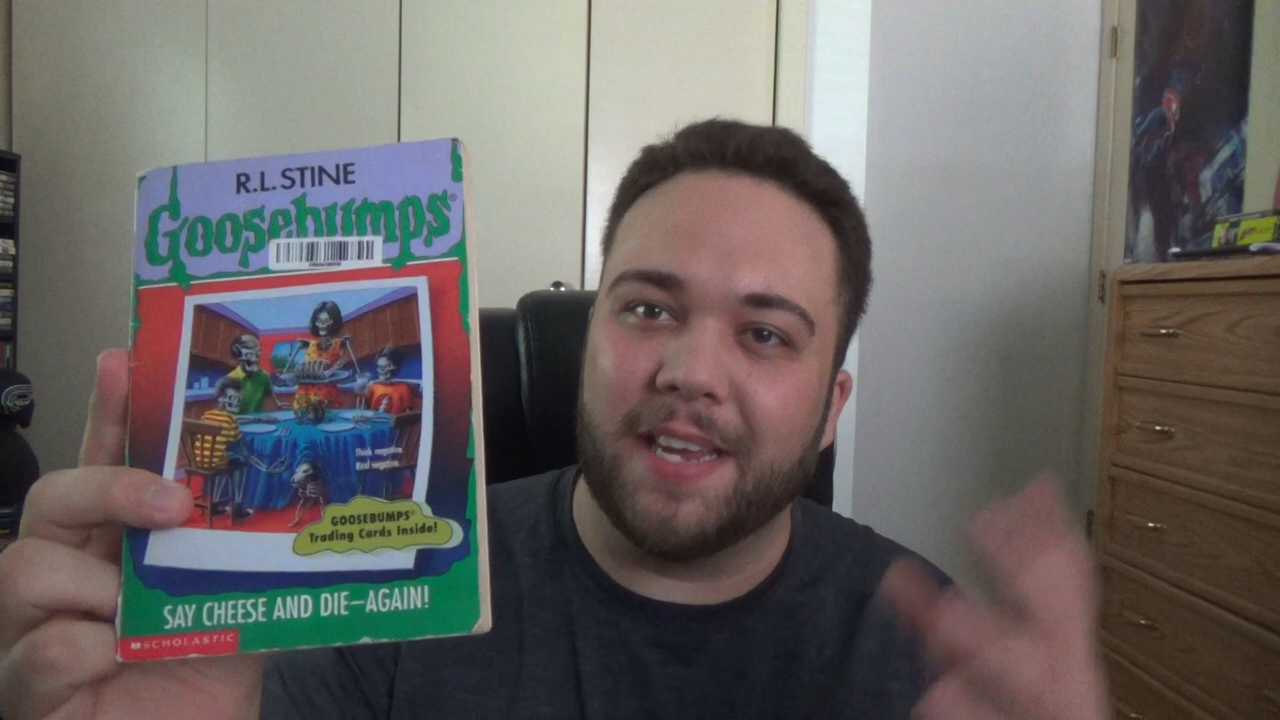 R.L. STINE
Goosebumps
Think negative.
Real negative.
GOOSEBUMPS®
Trading Cards Inside!
SAY CHEESE AND DIE—AGAIN!
SCHOLASTIC